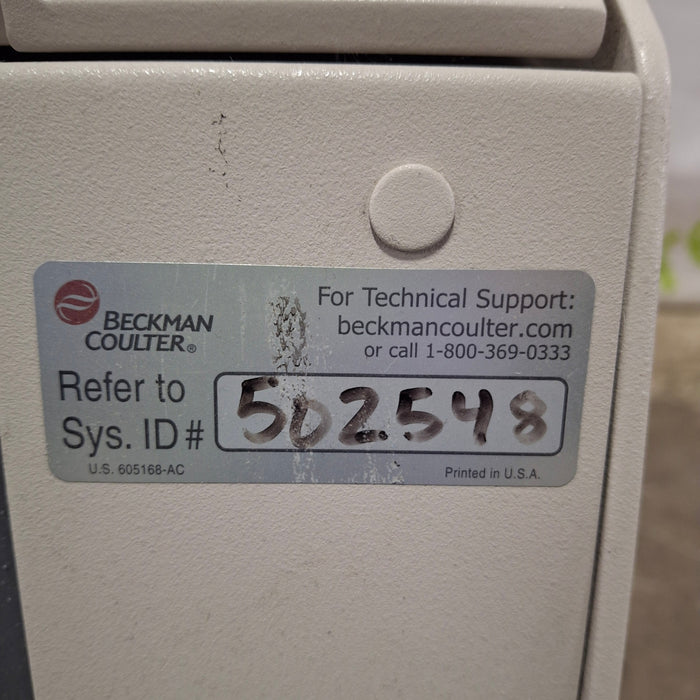 BECKMAN
COULTER®
For Technical Support:
beckmancoulter.com
or call 1-800-369-0333
Refer to
Sys. ID #
502548
U.S. 605168-AC
Printed in U.S.A.